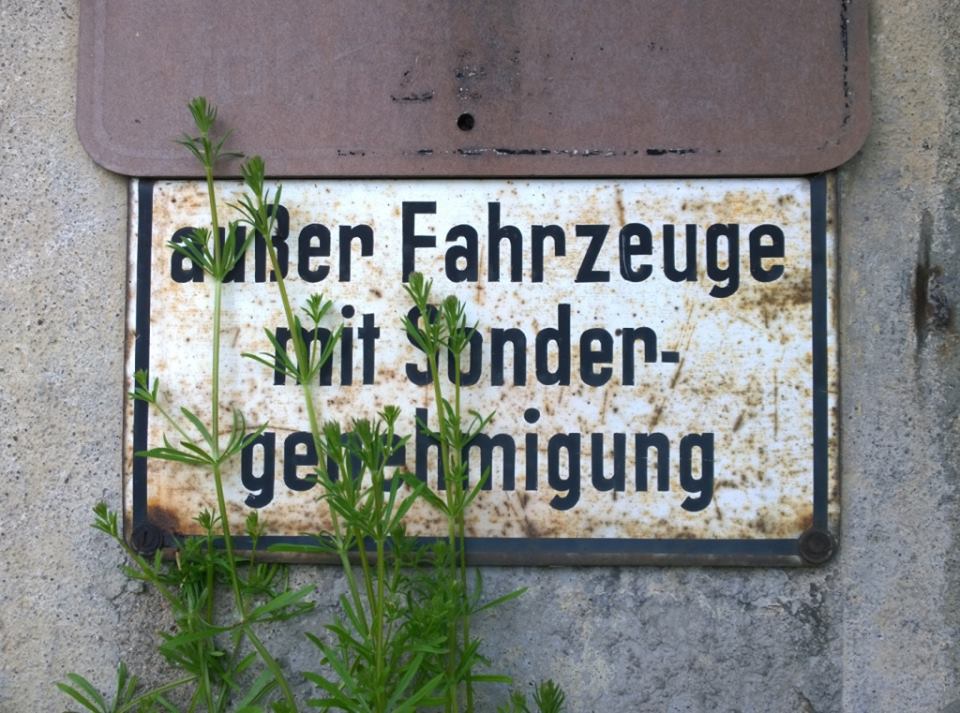 außer Fahrzeuge
mit Sonder-
genehmigung